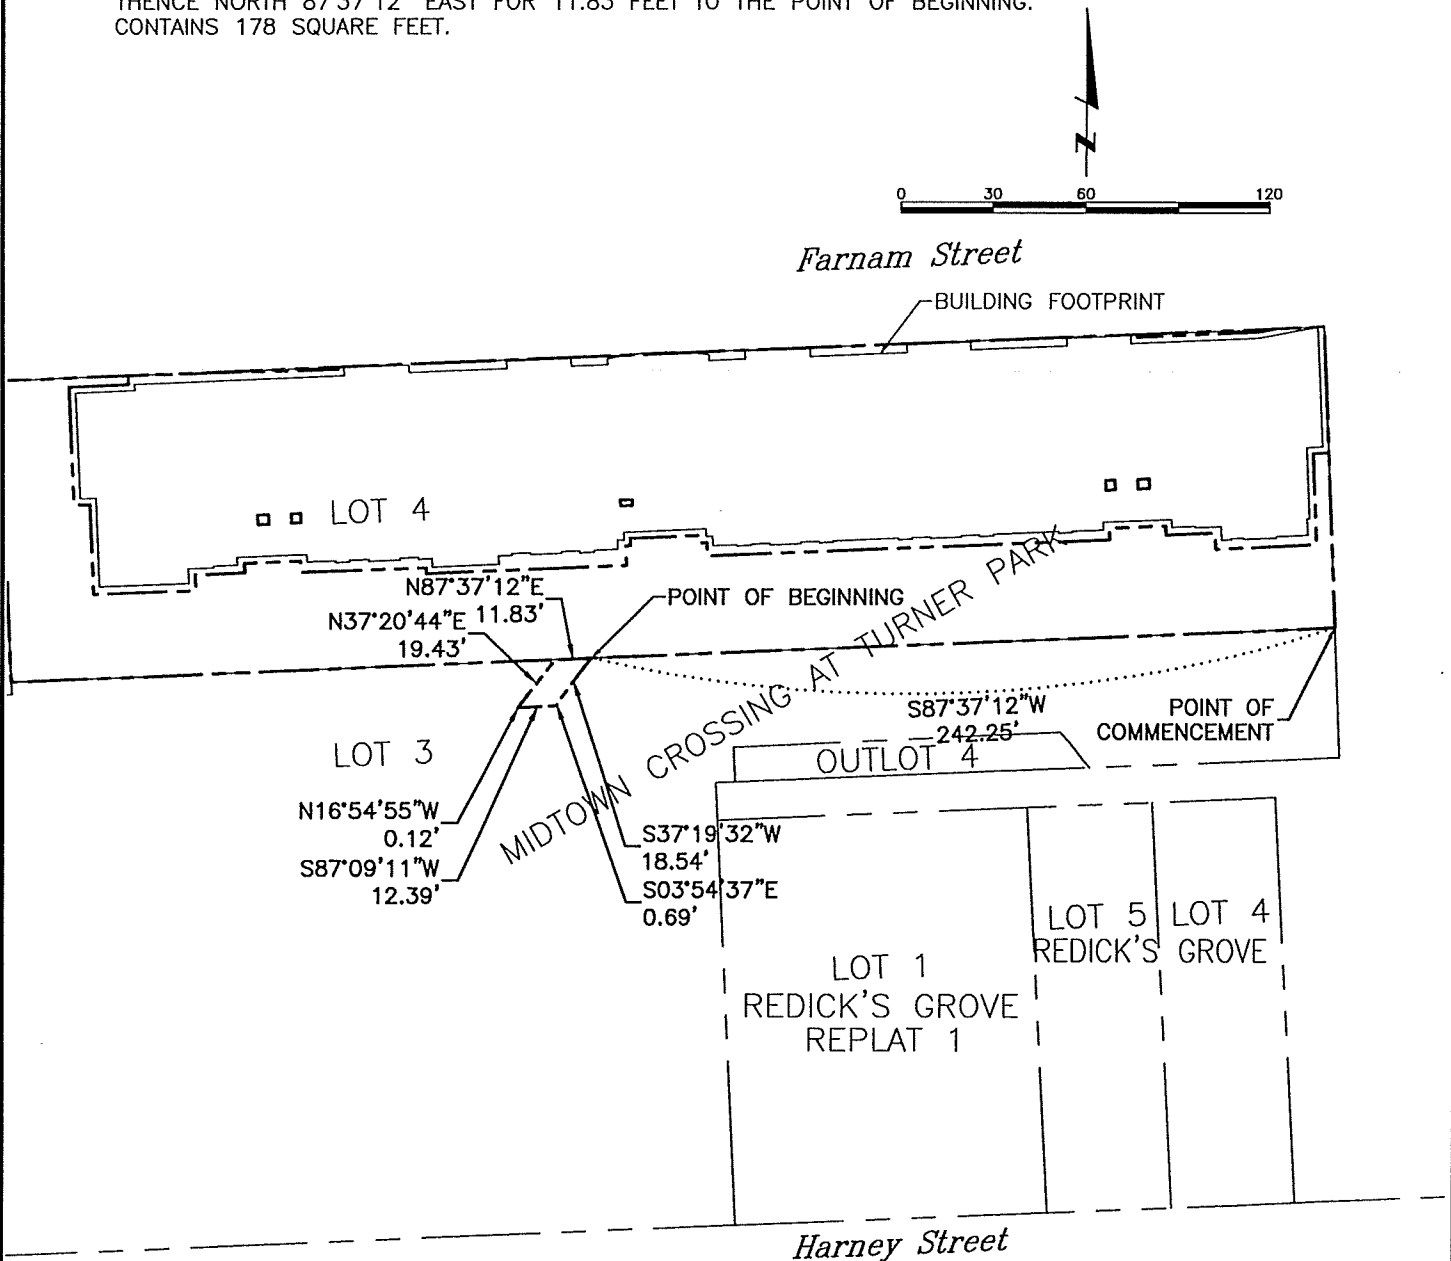 THENCE NORTH 87°37'12" EAST FOR 11.83 FEET TO THE POINT OF BEGINNING.
CONTAINS 178 SQUARE FEET.
N
0 30 60 120
Farnam Street
BUILDING FOOTPRINT
LOT 4
N87°37'12"E
11.83'
POINT OF BEGINNING
N37°20'44"E
19.43'
MIDTOWN CROSSING AT TURNER PARK
S87°37'12"W
242.25'
POINT OF
COMMENCEMENT
LOT 3
OUTLOT 4
N16°54'55"W
0.12'
S87°09'11"W
12.39'
S37°19'32"W
18.54'
S03°54'37"E
0.69'
LOT 1
REDICK'S GROVE
REPLAT 1
LOT 5 LOT 4
REDICK'S GROVE
Harney Street